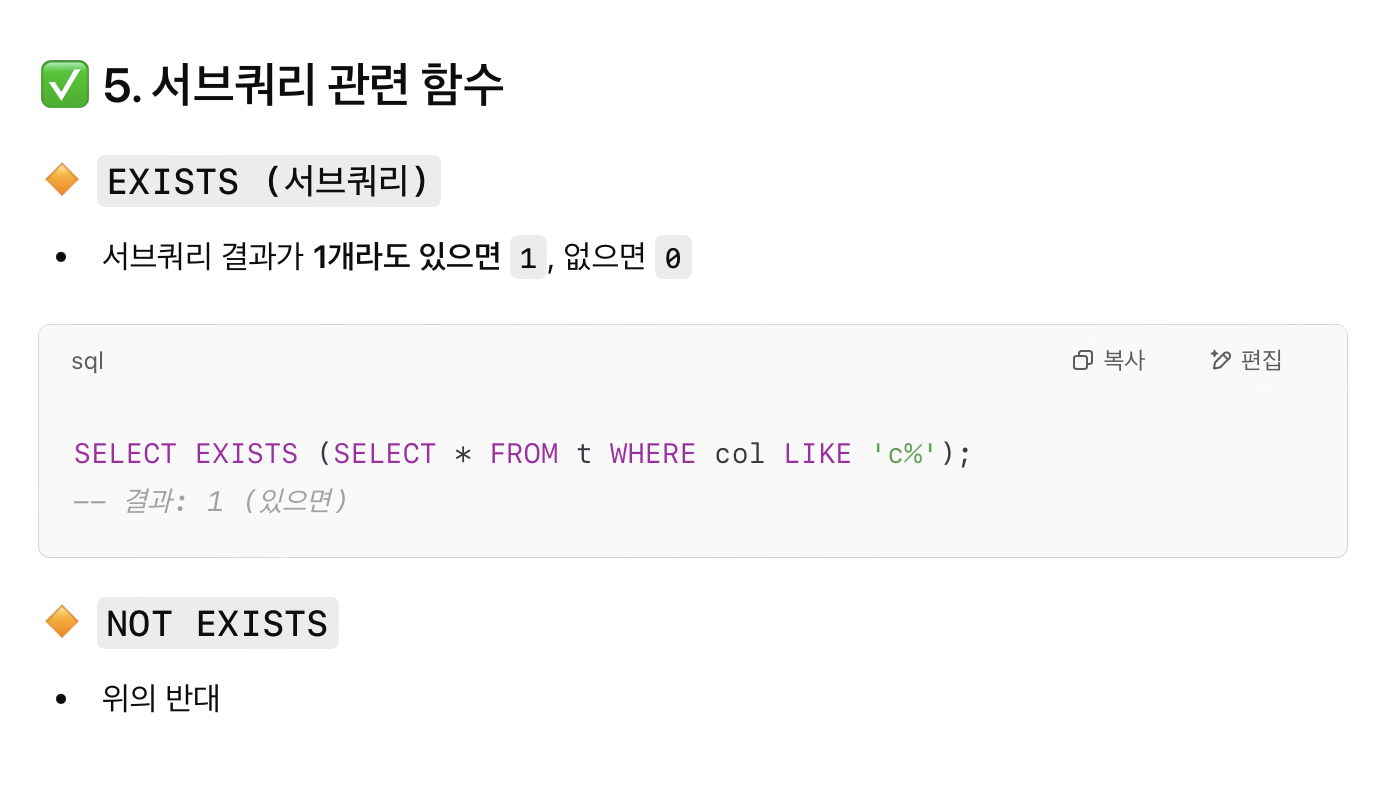 ✅ 5. 서브쿼리 관련 함수
🔶 EXISTS (서브쿼리)
• 서브쿼리 결과가 1개라도 있으면 1, 없으면 0
sql 복사 편집
SELECT EXISTS (SELECT * FROM t WHERE col LIKE 'c%');
-- 결과: 1 (있으면)
🔶 NOT EXISTS
• 위의 반대